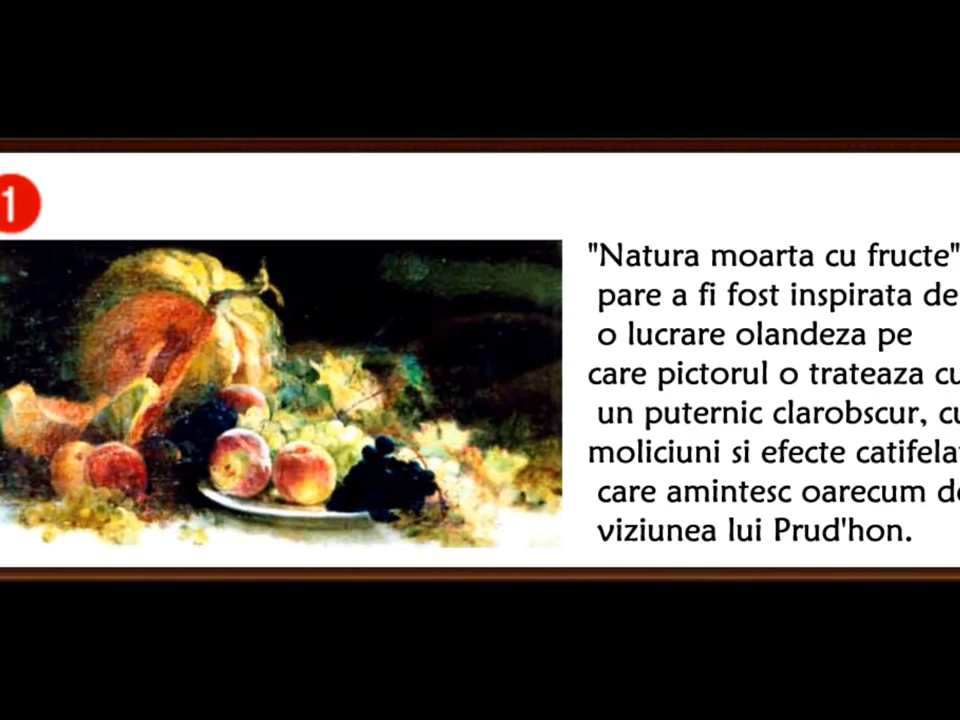 1
"Natura moarta cu fructe"
pare a fi fost inspirata de
o lucrare olandeza pe
care pictorul o trateaza cu
un puternic clarobscur, cu
moliciuni si efecte
care amintesc oarecum de
viziunea lui Prud'hon.